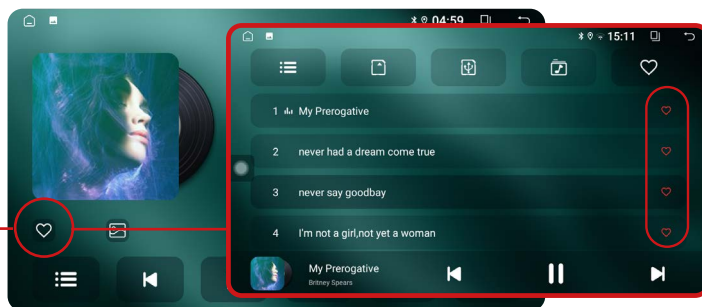 04:59
15:11
1 My Prerogative
2 never had a dream come true
3 never say goodbay
4 I'm not a girl,not yet a woman
My Prerogative
Britney Spears